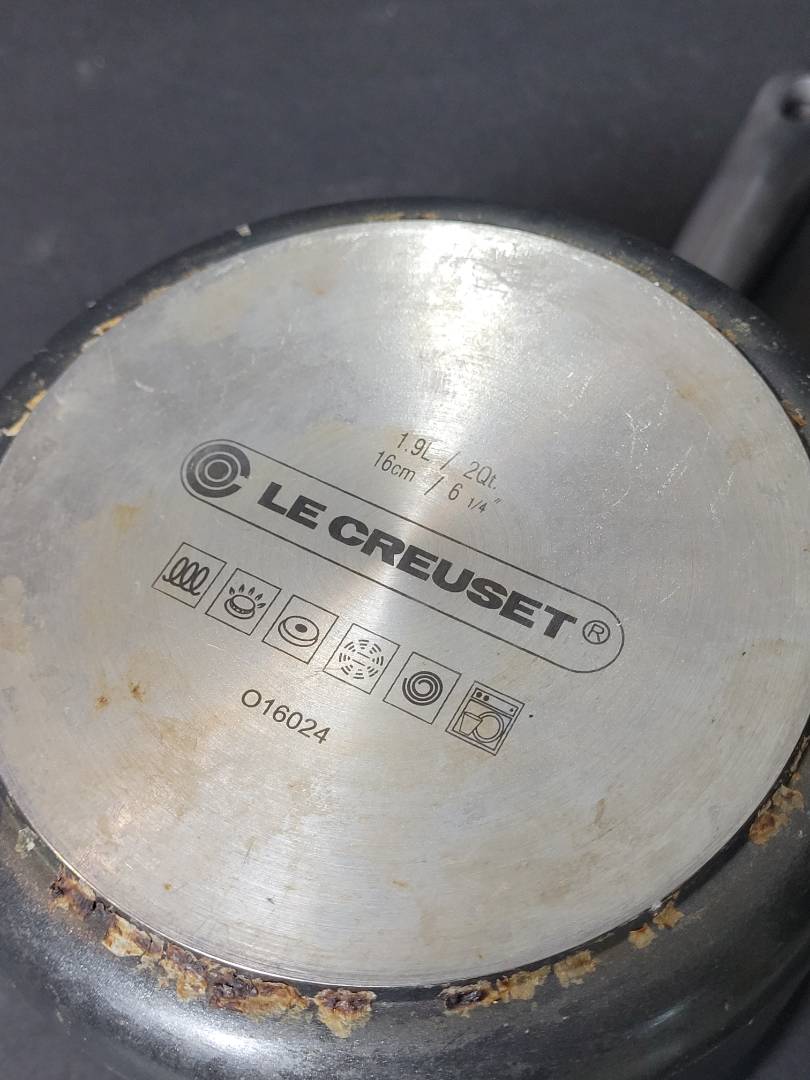 1.9L / 2Qt.
16cm / 6 1/4"
LE CREUSET®
O16024